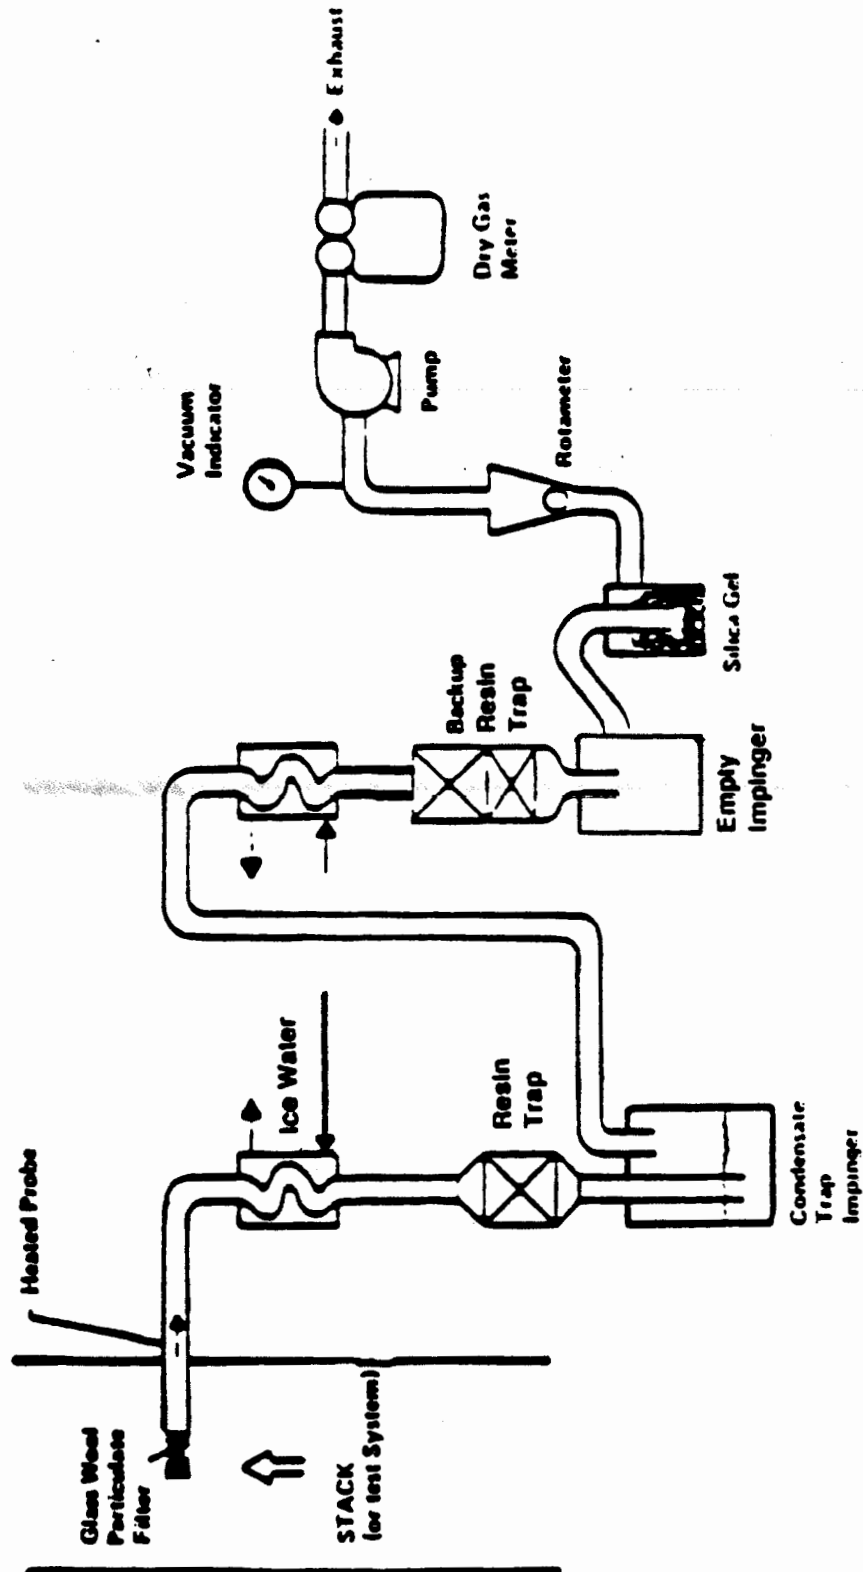 Glass Wool
Particulate
Filter
Heated Probe
STACK
(or test System)
Ice Water
Resin
Trap
Condensate
Trap
Impinger
Backup
Resin
Trap
Empty
Impinger
Silica Gel
Rotameter
Vacuum
Indicator
Pump
Dry Gas
Meter
Exhaust